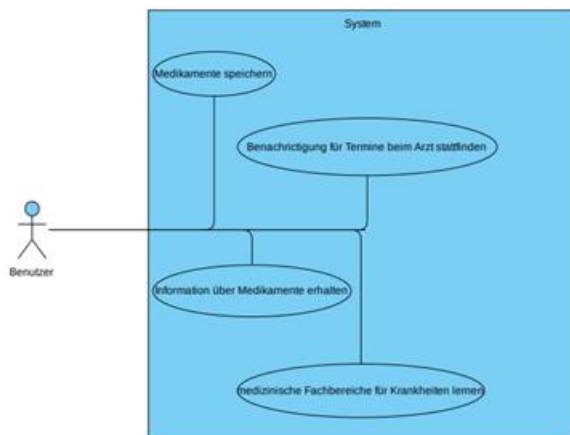 System
Medikamente speichern
Benachrictigung für Termine beim Arzt stattfinden
Benutzer
Information über Medikamente erhalten
medizinische Fachbereiche für Krankheiten lernen